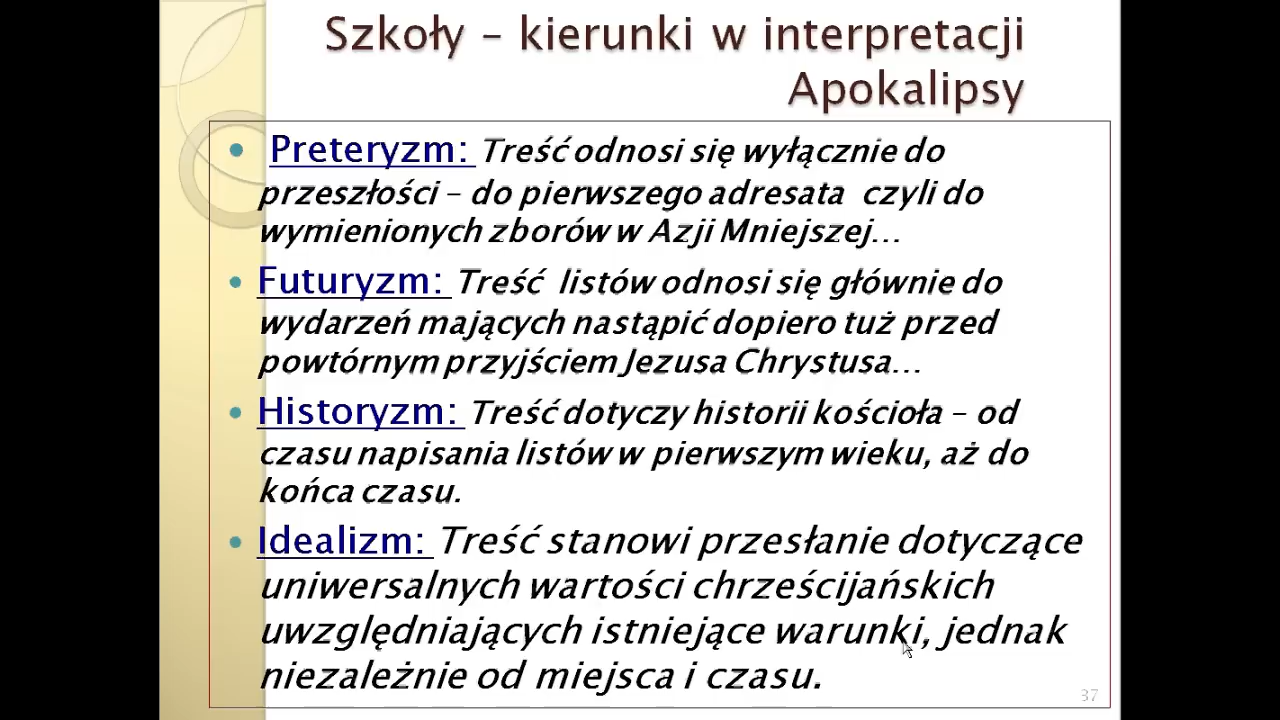 Szkoły – kierunki w interpretacji
Apokalipsy
• Preteryzm: Treść odnosi się wyłącznie do
przeszłości – do pierwszego adresata czyli do
wymienionych zborów w Azji Mniejszej...
• Futuryzm: Treść listów odnosi się głównie do
wydarzeń mających nastąpić dopiero tuż przed
powtórnym przyjściem Jezusa Chrystusa...
• Historyzm: Treść dotyczy historii kościoła – od
czasu napisania listów w pierwszym wieku, aż do
końca czasu.
• Idealizm: Treść stanowi przesłanie dotyczące
uniwersalnych wartości chrześcijańskich
uwzględniających istniejące warunki, jednak
niezależnie od miejsca i czasu.
37